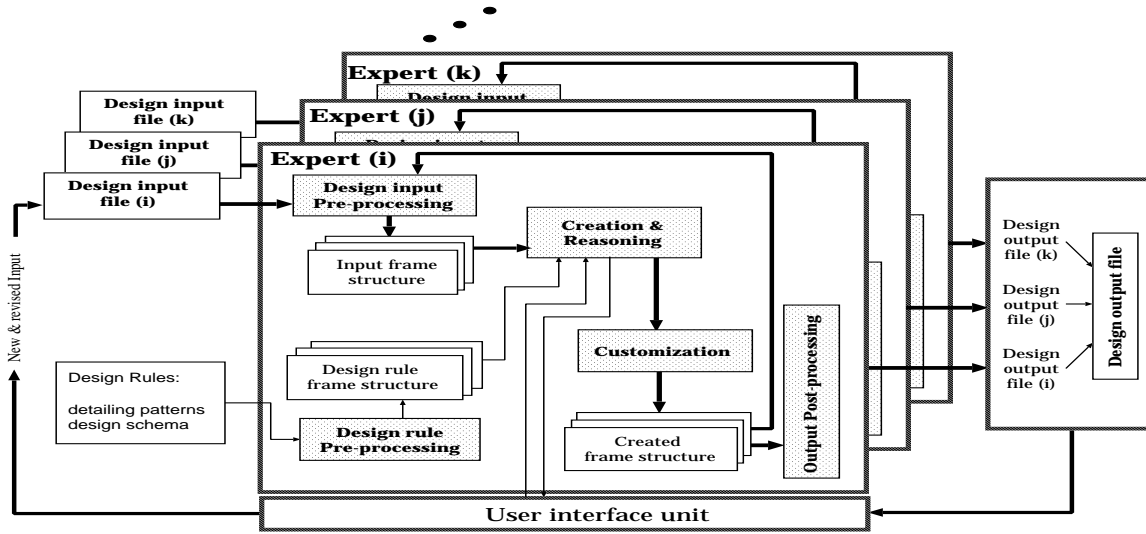 Expert (k)
Design input
Design input
file (k)
Expert (j)
Design input
file (j)
Expert (i)
Design input
file (i)
Design input
Pre-processing
Creation &
Reasoning
Input frame
structure
Customization
Design rule
frame structure
Design Rules:
detailing patterns
design schema
Design rule
Pre-processing
Created
frame structure
Output Post-processing
Design
output
file (k)
Design
output
file (j)
Design
output
file (i)
Design output file
New & revised Input
User interface unit